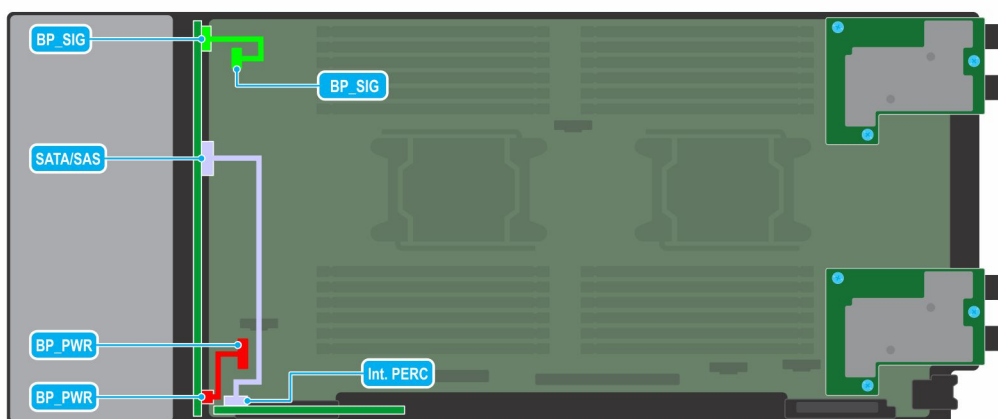 BP_SIG
BP_SIG
SATA/SAS
BP_PWR
Int. PERC
BP_PWR